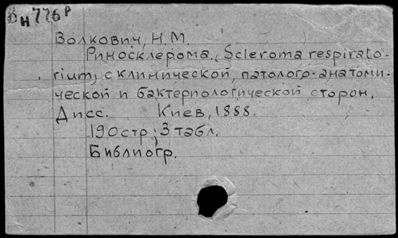 Вн776р
Волкович, Н.М.
Риносклерома. (Scleroma respirato-
rium, с клинической, патолого-анатоми-
ческой и бактериологической сторон.
Дисс. Киев, 1888.
190 стр; 3 табл.
Библиогр.